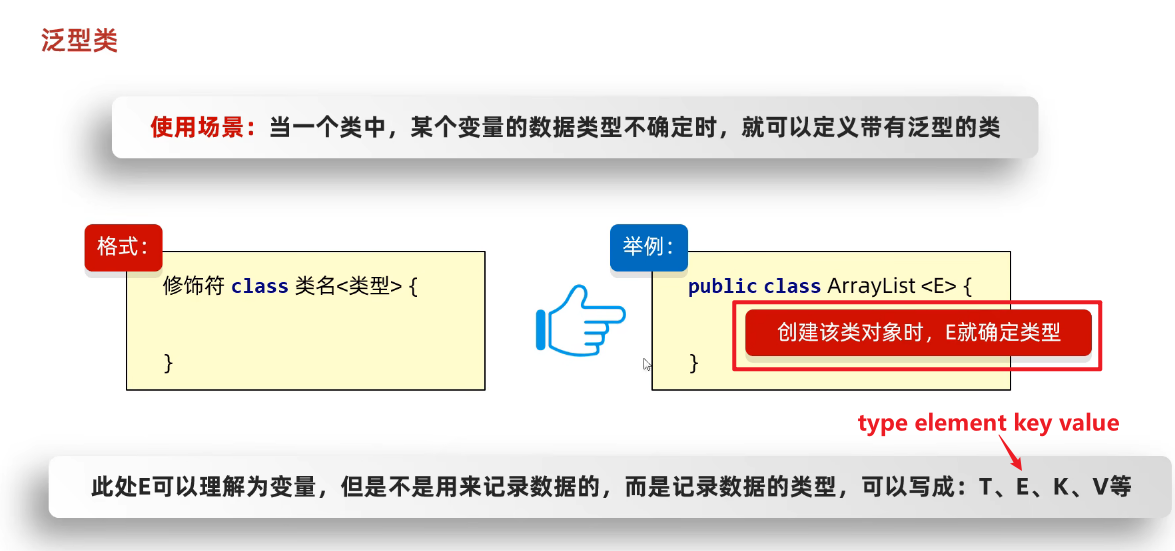 泛型类
使用场景：当一个类中，某个变量的数据类型不确定时，就可以定义带有泛型的类
格式：
修饰符 class 类名<类型> {
}
举例：
public class ArrayList <E> {
创建该类对象时，E就确定类型
}
type element key value
此处E可以理解为变量，但是不是用来记录数据的，而是记录数据的类型，可以写成：T、E、K、V等